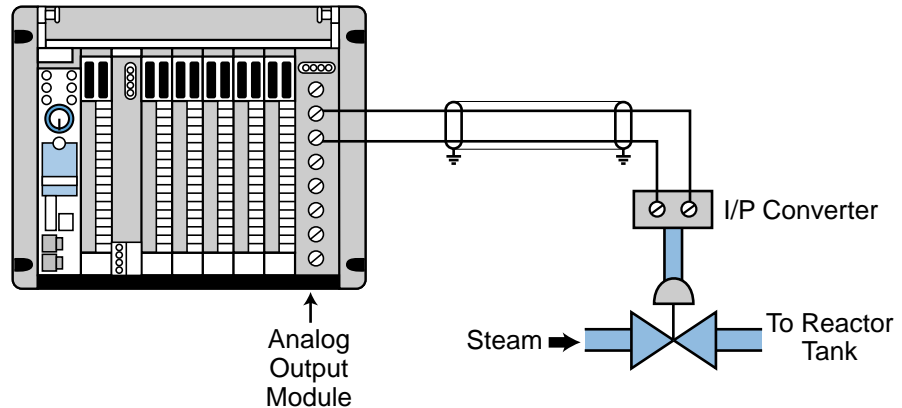 I/P Converter
Steam
To Reactor
Tank
Analog
Output
Module